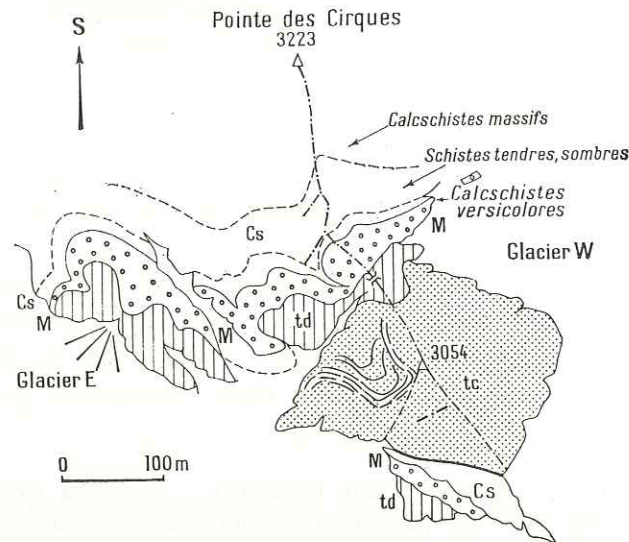 S
Pointe des Cirques
3223
Calcschistes massifs
Schistes tendres, sombres
Calcschistes
versicolores
Cs
M
Glacier W
Cs
M
M
td
3054
tc
Glacier E
0 100 m
M
Cs
td